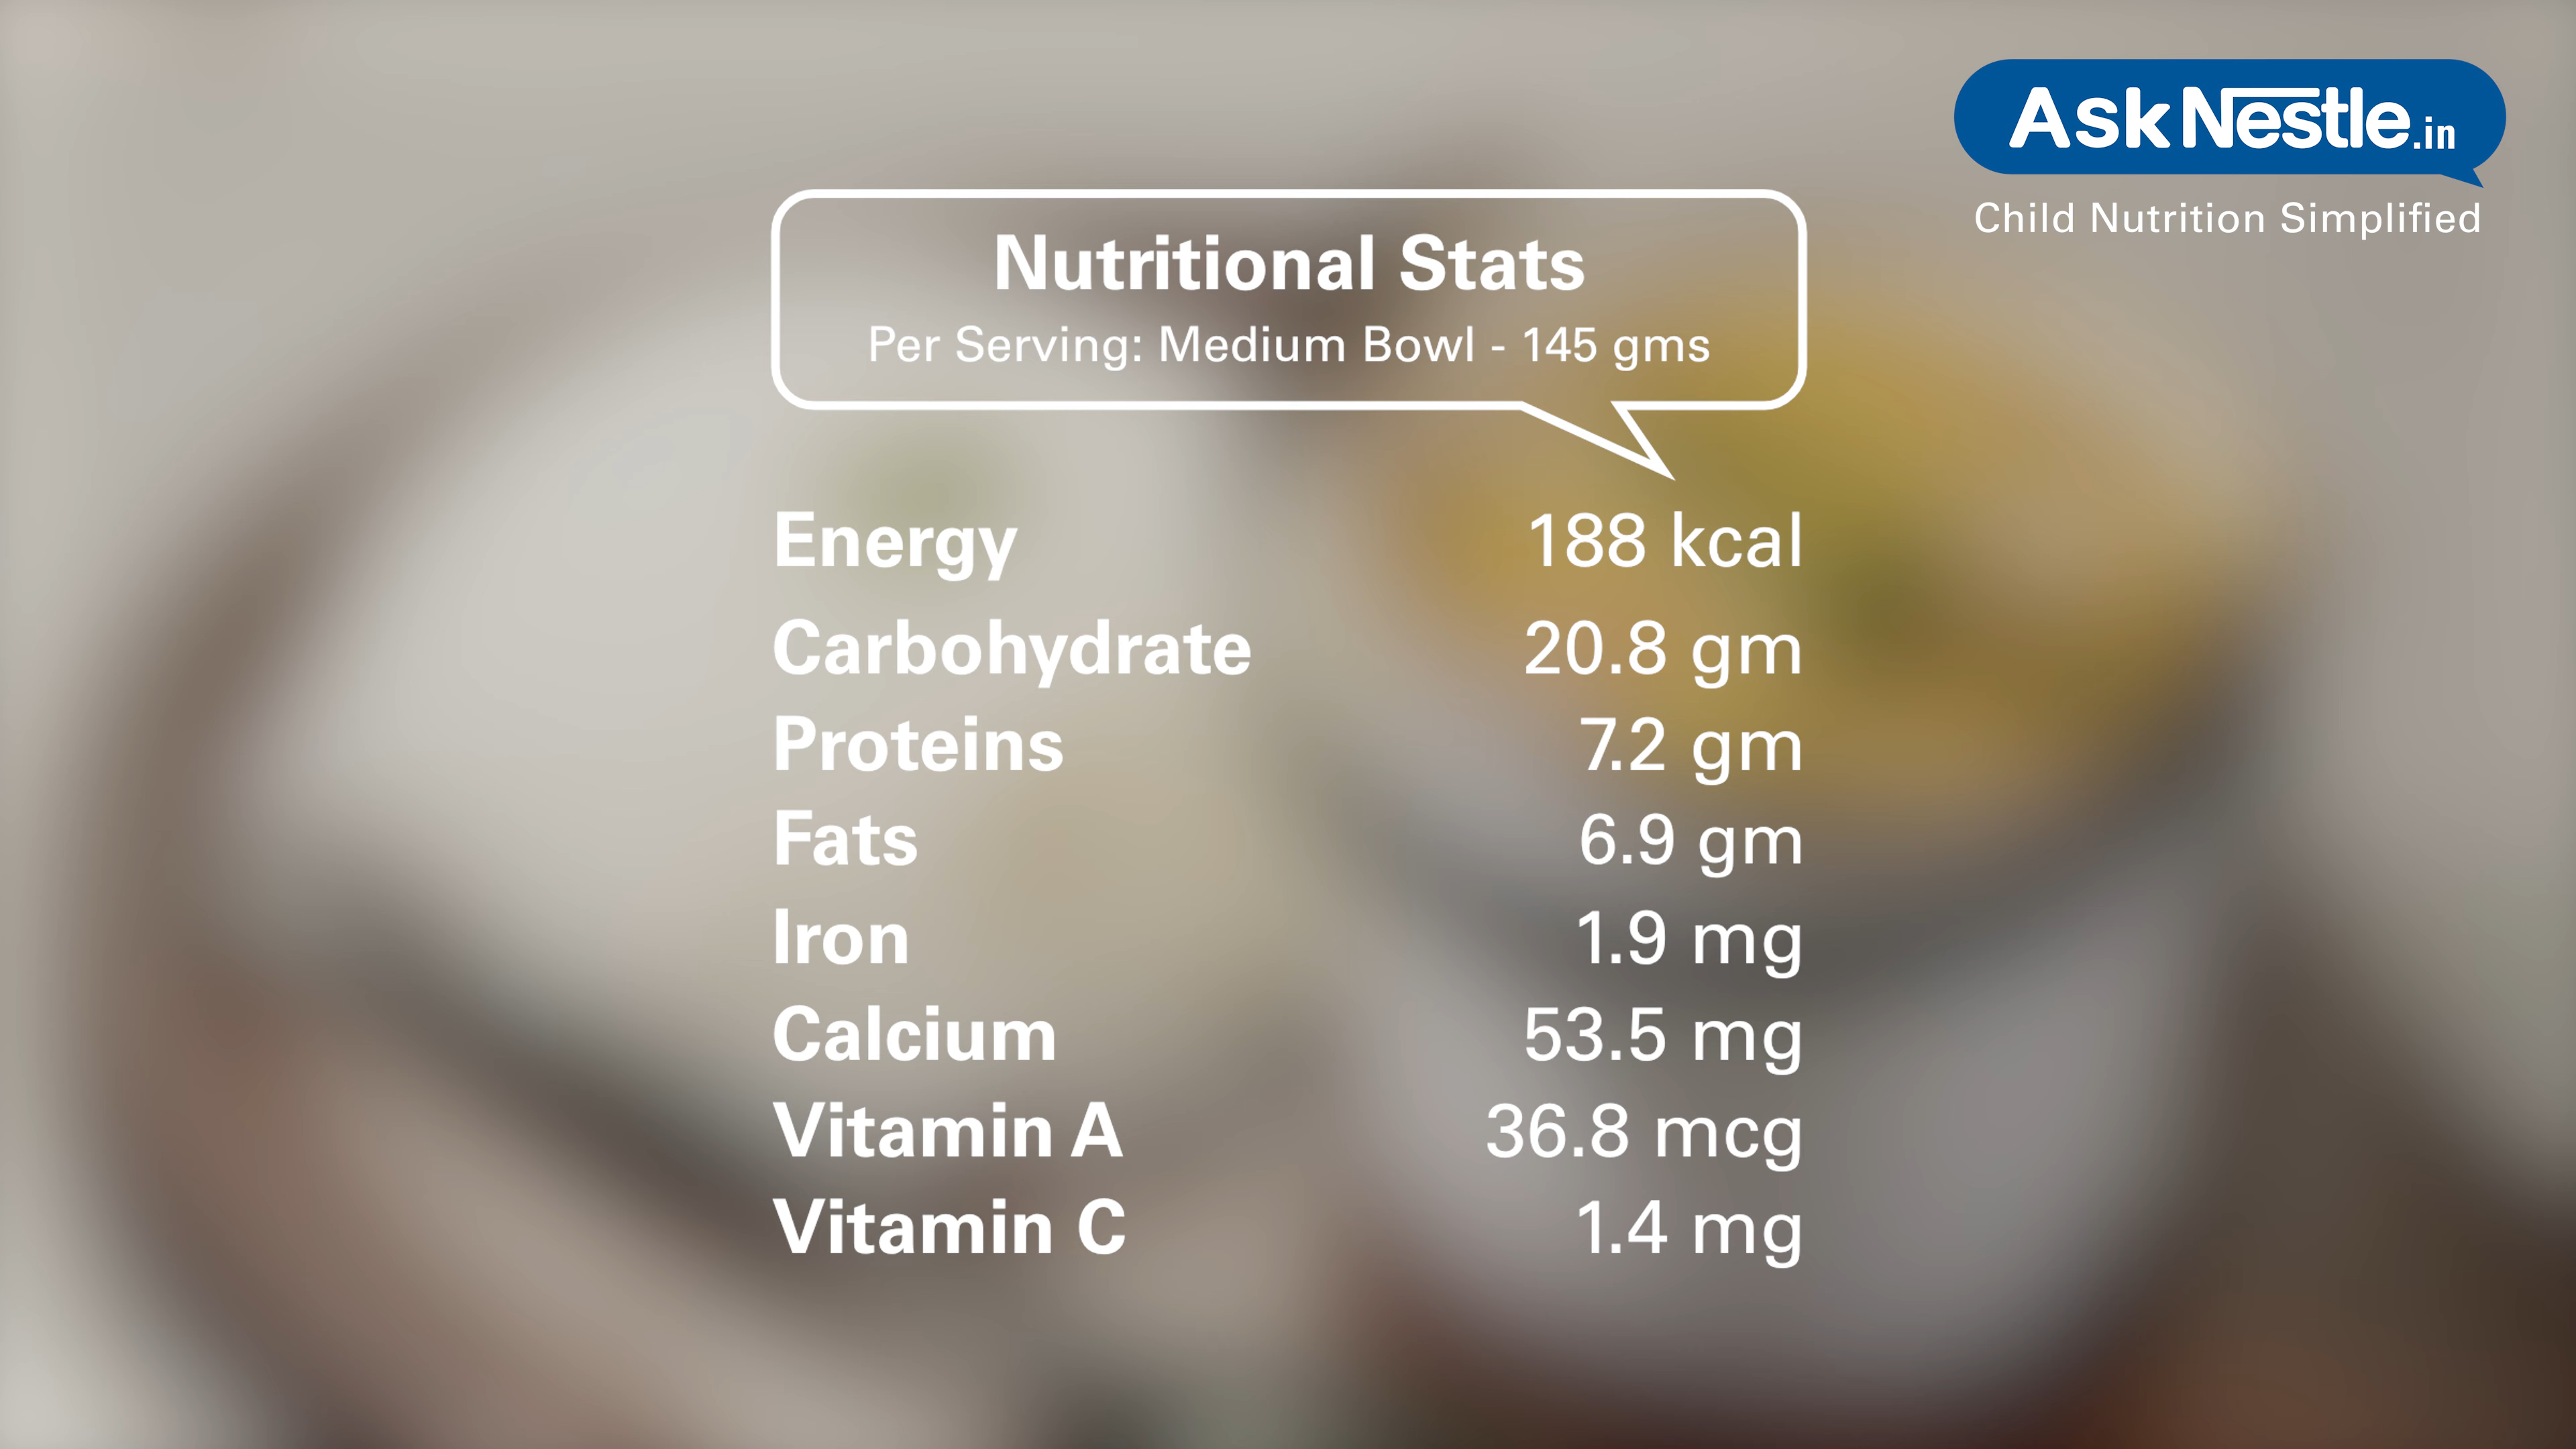 AskNestle.in
Child Nutrition Simplified
Nutritional Stats
Per Serving: Medium Bowl - 145 gms
Energy 188 kcal
Carbohydrate 20.8 gm
Proteins 7.2 gm
Fats 6.9 gm
Iron 1.9 mg
Calcium 53.5 mg
Vitamin A 36.8 mcg
Vitamin C 1.4 mg